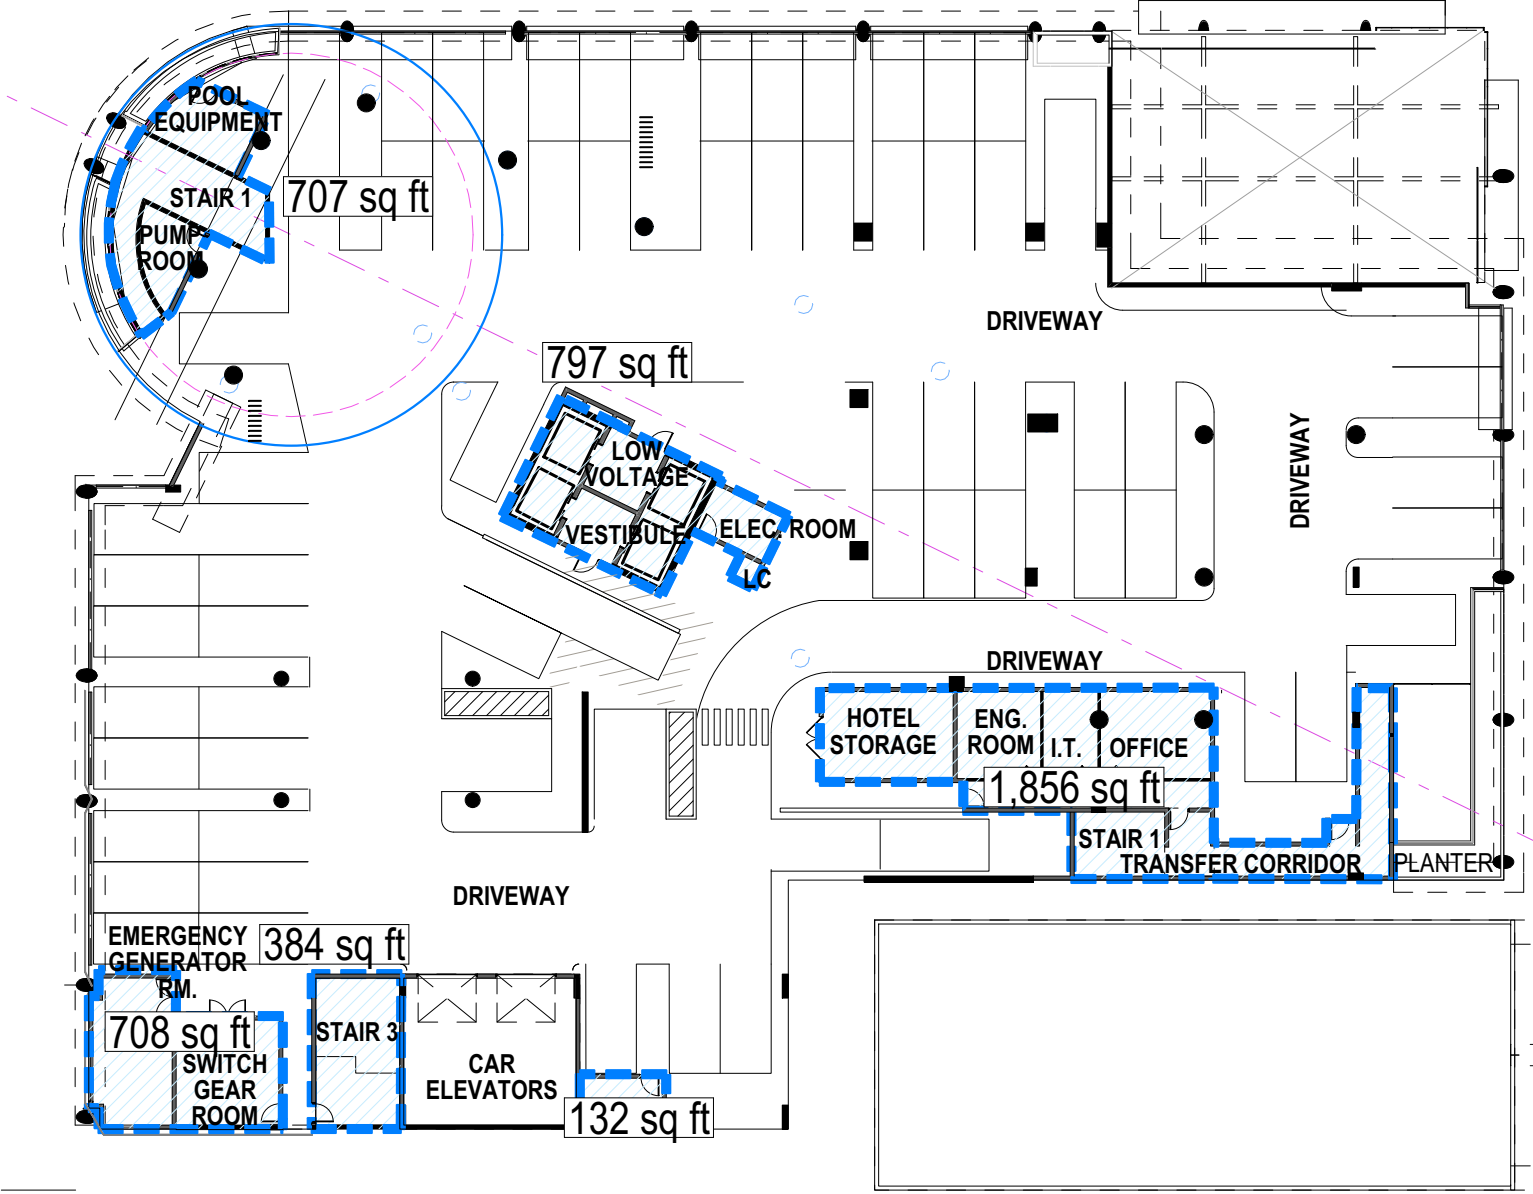 POOL
EQUIPMENT
STAIR 1
707 sq ft
PUMP
ROOM
DRIVEWAY
797 sq ft
LOW
VOLTAGE
VESTIBULE
ELEC. ROOM
LC
DRIVEWAY
DRIVEWAY
HOTEL
STORAGE
ENG.
ROOM
I.T.
OFFICE
1,856 sq ft
STAIR 1
TRANSFER CORRIDOR
PLANTER
DRIVEWAY
EMERGENCY
GENERATOR
RM.
384 sq ft
708 sq ft
STAIR 3
SWITCH
GEAR
ROOM
CAR
ELEVATORS
132 sq ft